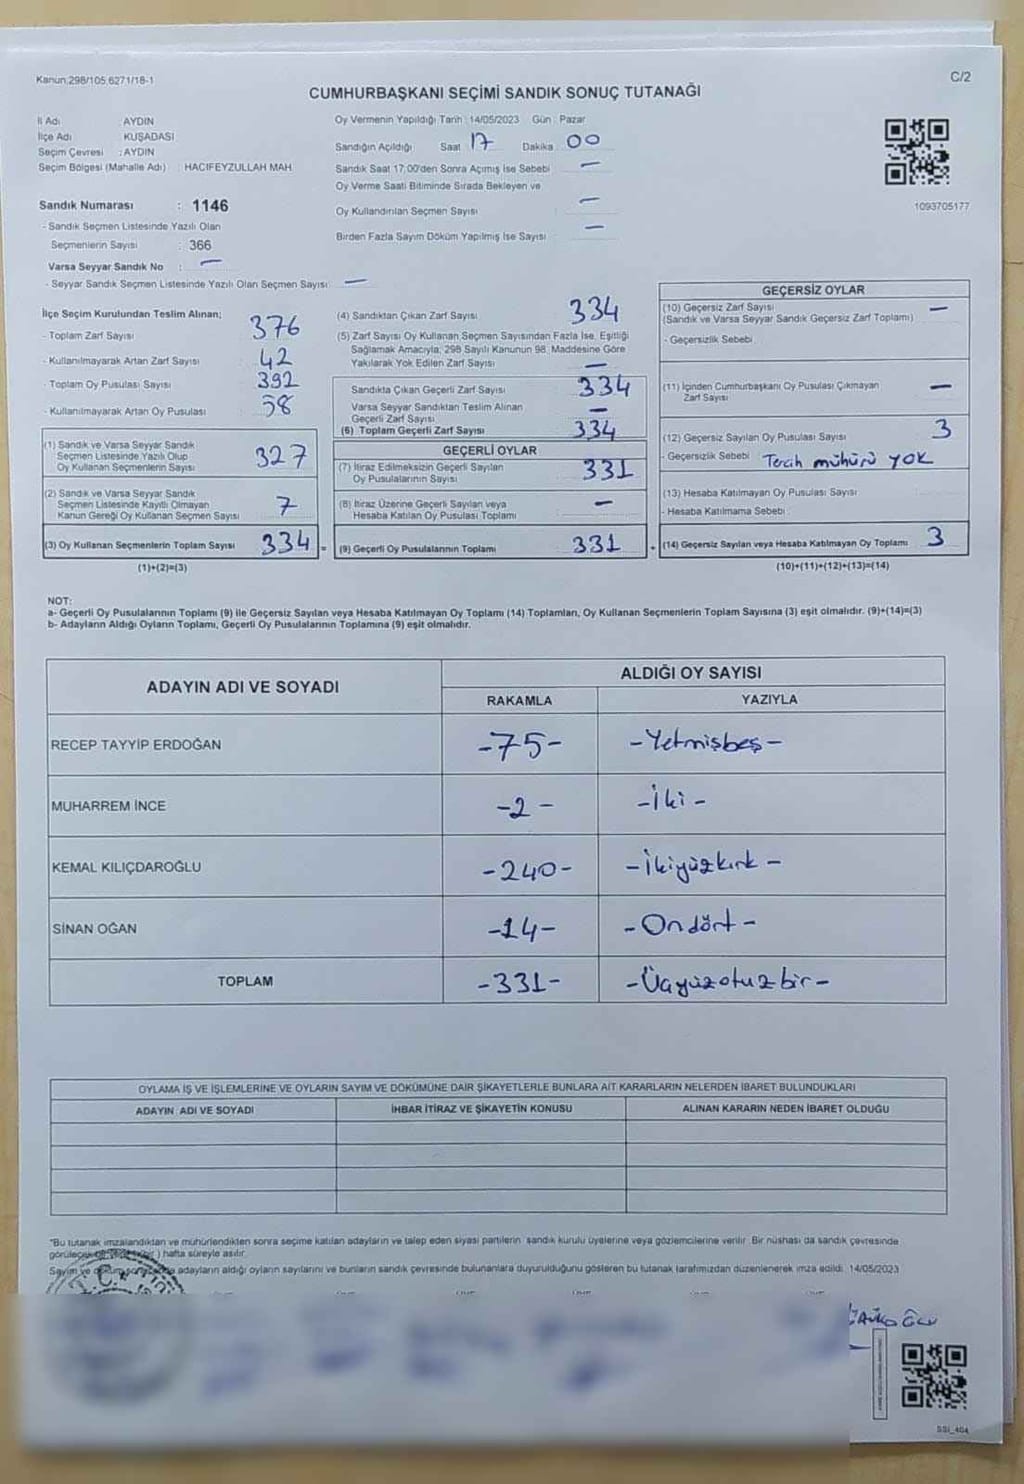 Kanun:298/105,6271/18-1
C/2
CUMHURBAŞKANI SEÇİMİ SANDIK SONUÇ TUTANAĞI
İl Adı : AYDIN
İlçe Adı : KUŞADASI
Seçim Çevresi : AYDIN
Seçim Bölgesi (Mahalle Adı) : HACIFEYZULLAH MAH.
Sandık Numarası : 1146
- Sandık Seçmen Listesinde Yazılı Olan
Seçmenlerin Sayısı : 366
Varsa Seyyar Sandık No : —
- Seyyar Sandık Seçmen Listesinde Yazılı Olan Seçmen Sayısı : —
Oy Vermenin Yapıldığı Tarih : 14/05/2023 Gün : Pazar
Sandığın Açıldığı Saat 17 Dakika 00
Sandık Saat 17:00'den Sonra Açımış İse Sebebi : —
Oy Verme Saati Bitiminde Sırada Bekleyen ve
Oy Kullandırılan Seçmen Sayısı : —
Birden Fazla Sayım Döküm Yapılmış İse Sayısı : —
1093705177
İlçe Seçim Kurulundan Teslim Alınan;
- Toplam Zarf Sayısı 376
- Kullanılmayarak Artan Zarf Sayısı 42
- Toplam Oy Pusulası Sayısı 392
- Kullanılmayarak Artan Oy Pusulası 58
(1) Sandık ve Varsa Seyyar Sandık
Seçmen Listesinde Yazılı Olup
Oy Kullanan Seçmenlerin Sayısı 327
(2) Sandık ve Varsa Seyyar Sandık
Seçmen Listesinde Kayıtlı Olmayan
Kanun Gereği Oy Kullanan Seçmen Sayısı 7
(3) Oy Kullanan Seçmenlerin Toplam Sayısı 334 =
(1)+(2)=(3)
(4) Sandıktan Çıkan Zarf Sayısı 334
(5) Zarf Sayısı Oy Kullanan Seçmen Sayısından Fazla İse, Eşitliği
Sağlamak Amacıyla, 298 Sayılı Kanunun 98. Maddesine Göre
Yakılarak Yok Edilen Zarf Sayısı —
Sandıkta Çıkan Geçerli Zarf Sayısı 334
Varsa Seyyar Sandıktan Teslim Alınan
Geçerli Zarf Sayısı —
(6) Toplam Geçerli Zarf Sayısı 334
GEÇERLİ OYLAR
(7) İtiraz Edilmeksizin Geçerli Sayılan
Oy Pusulalarının Sayısı 331
(8) İtiraz Üzerine Geçerli Sayılan veya
Hesaba Katılan Oy Pusulası Toplamı —
(9) Geçerli Oy Pusulalarının Toplamı 331 +
GEÇERSİZ OYLAR
(10) Geçersiz Zarf Sayısı —
(Sandık ve Varsa Seyyar Sandık Geçersiz Zarf Toplamı)
- Geçersizlik Sebebi
(11) İçinden Cumhurbaşkanı Oy Pusulası Çıkmayan
Zarf Sayısı —
(12) Geçersiz Sayılan Oy Pusulası Sayısı 3
- Geçersizlik Sebebi Tercih mühürü yok
(13) Hesaba Katılmayan Oy Pusulası Sayısı
- Hesaba Katılmama Sebebi
(14) Geçersiz Sayılan veya Hesaba Katılmayan Oy Toplamı 3
(10)+(11)+(12)+(13)=(14)
NOT:
a- Geçerli Oy Pusulalarının Toplamı (9) ile Geçersiz Sayılan veya Hesaba Katılmayan Oy Toplamı (14) Toplamları, Oy Kullanan Seçmenlerin Toplam Sayısına (3) eşit olmalıdır. (9)+(14)=(3)
b- Adayların Aldığı Oyların Toplamı, Geçerli Oy Pusulalarının Toplamına (9) eşit olmalıdır.
ADAYIN ADI VE SOYADI
ALDIĞI OY SAYISI
RAKAMLA YAZIYLA
RECEP TAYYİP ERDOĞAN -75- -Yetmişbeş-
MUHARREM İNCE -2- -İki-
KEMAL KILIÇDAROĞLU -240- -İkiyüzkırk-
SİNAN OĞAN -14- -Ondört-
TOPLAM -331- -Üçyüzotuzbir-
OYLAMA İŞ VE İŞLEMLERİNE VE OYLARIN SAYIM VE DÖKÜMÜNE DAİR ŞİKAYETLERLE BUNLARA AİT KARARLARIN NELERDEN İBARET BULUNDUKLARI
ADAYIN ADI VE SOYADI İHBAR İTİRAZ VE ŞİKAYETİN KONUSU ALINAN KARARIN NEDEN İBARET OLDUĞU
"Bu tutanak imzalandıktan ve mühürlendikten sonra seçime katılan adayların ve talep eden siyasi partilerin sandık kurulu üyelerine veya gözlemcilerine verilir. Bir nüshası da sandık çevresinde
görülecek bir yere (bir) hafta süreyle asılır.
Sayım ve döküm sonucunda adayların aldığı oyların sayılarını ve bunların sandık çevresinde bulunanlara duyurulduğunu gösteren bu tutanak tarafımızdan düzenlenerek imza edildi. 14/05/2023
T.C.
SSİ_404